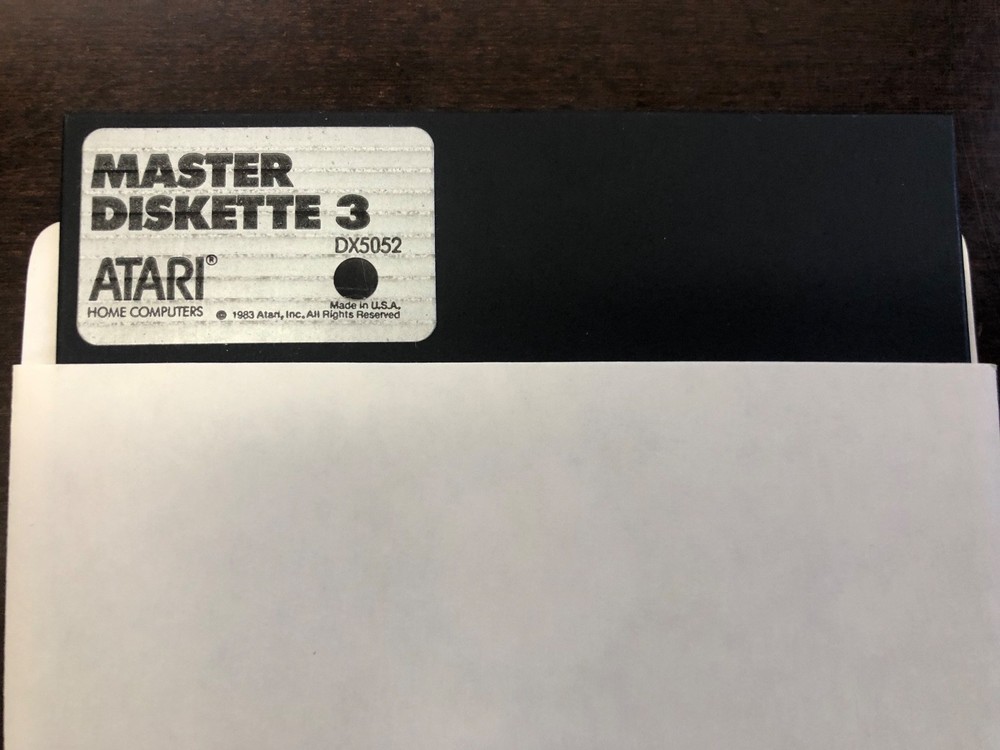 MASTER
DISKETTE 3
DX5052
ATARI®
Made in U.S.A.
HOME COMPUTERS © 1983 Atari, Inc. All Rights Reserved